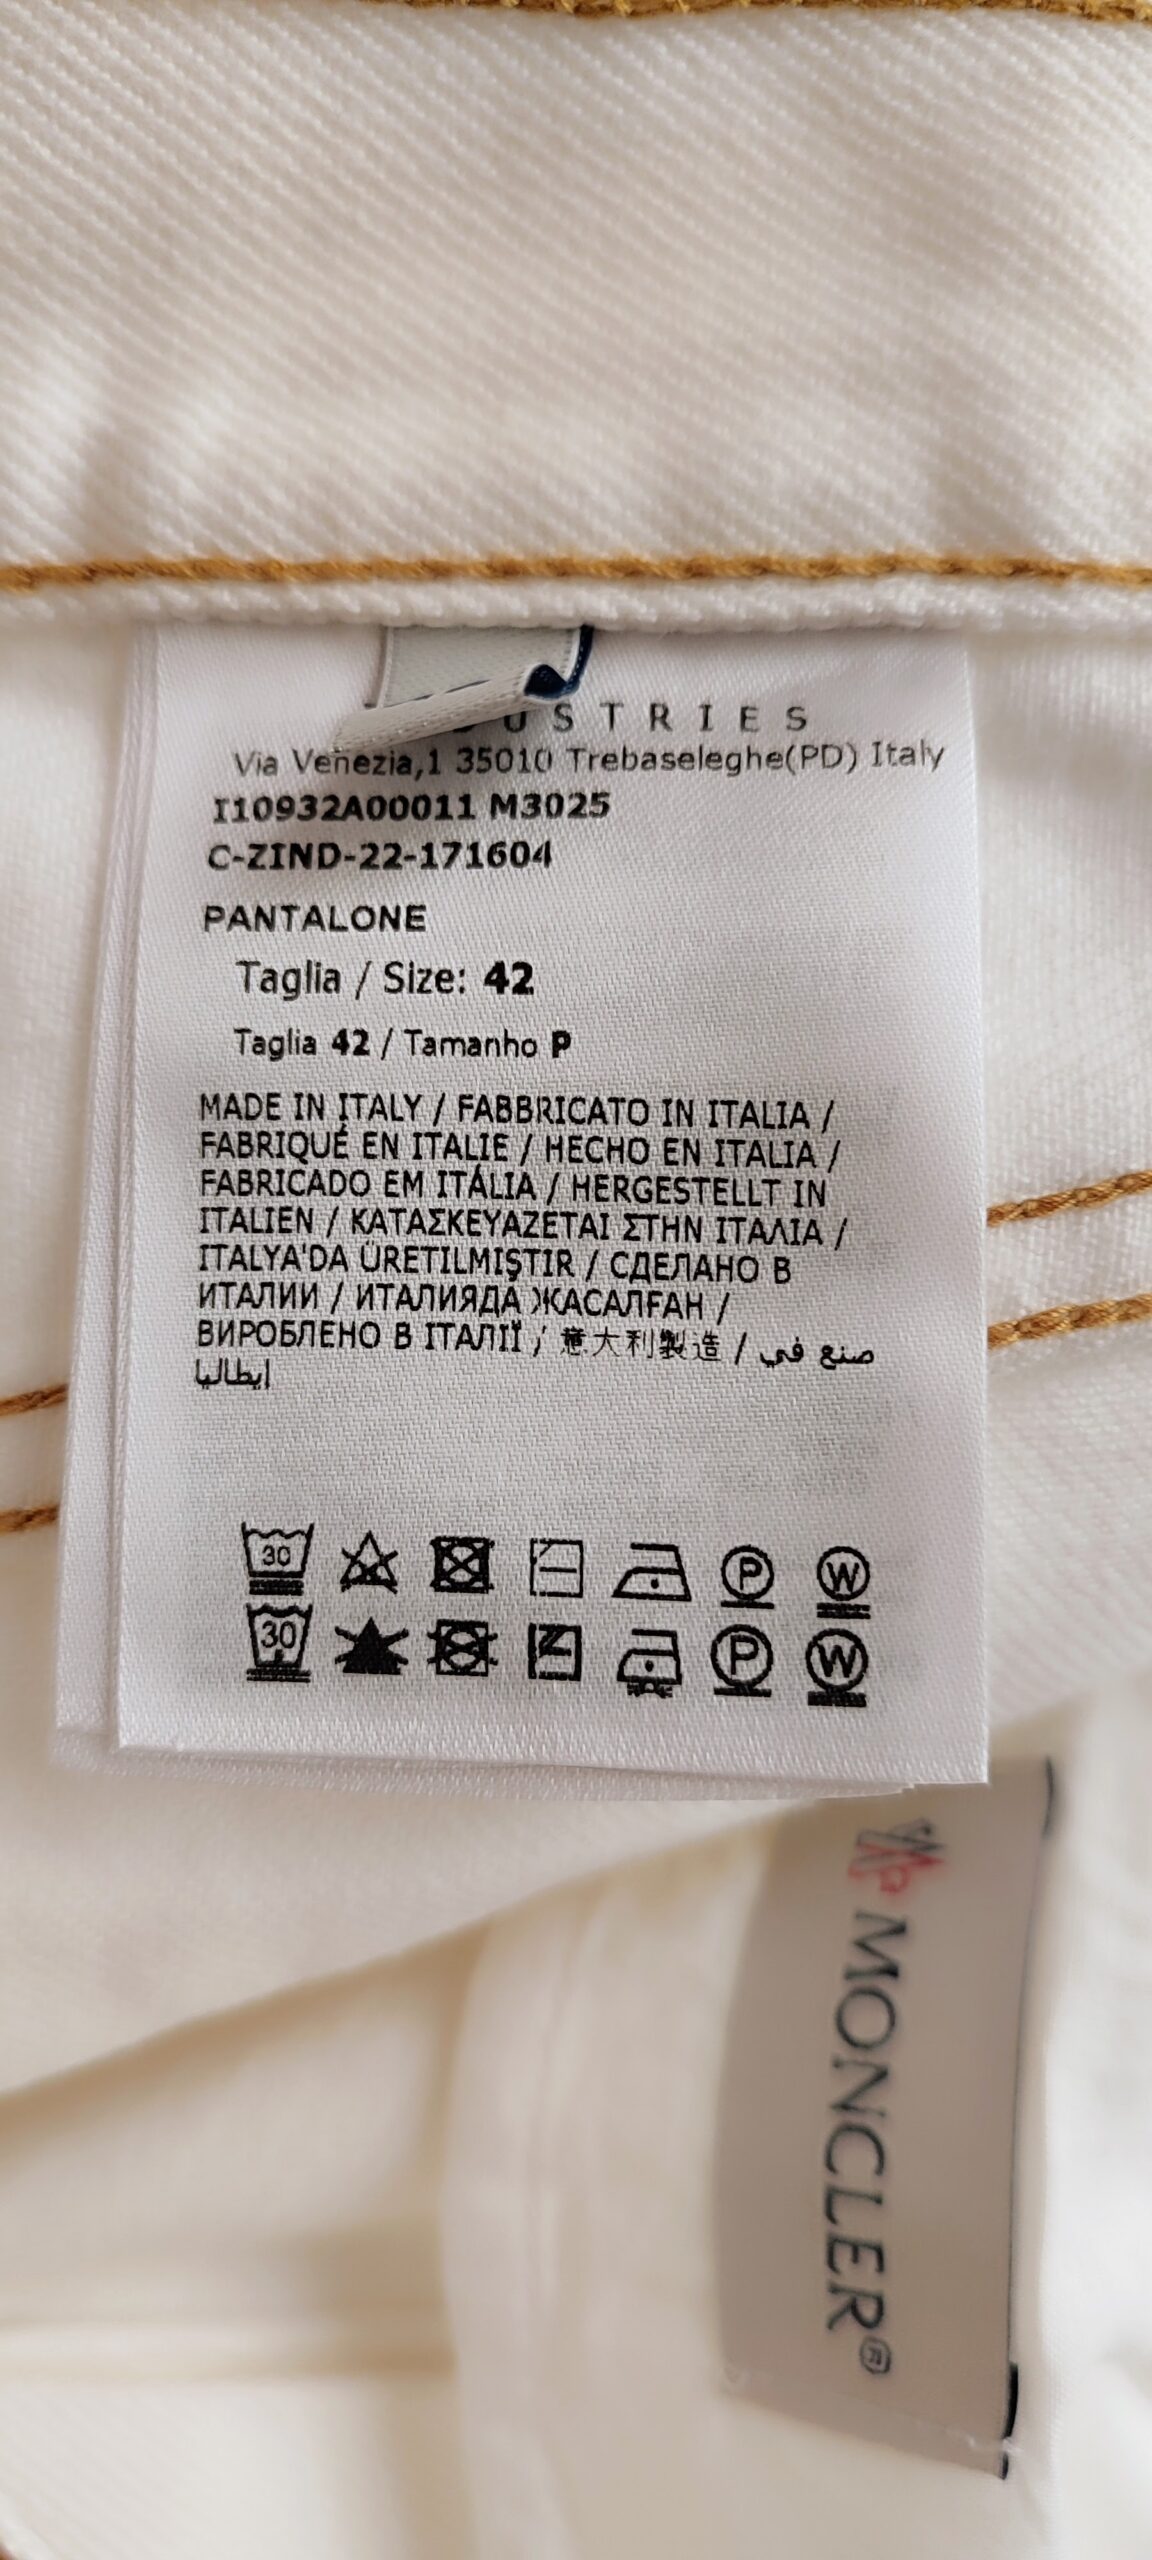 USTRIES
Via Venezia,1 35010 Trebaseleghe(PD) Italy
I10932A00011 M3025
C-ZIND-22-171604
PANTALONE
Taglia / Size: 42
Taglia 42 / Tamanho P
MADE IN ITALY / FABBRICATO IN ITALIA /
FABRIQUÉ EN ITALIE / HECHO EN ITALIA /
FABRICADO EM ITÁLIA / HERGESTELLT IN
ITALIEN / ΚΑΤΑΣΚΕΥΑΖΕΤΑΙ ΣΤΗΝ ΙΤΑΛΙΑ /
ITALYA'DA ÜRETILMIŞTIR / СДЕЛАНО В
ИТАЛИИ / ИТАЛИЯДА ЖАСАЛҒАН /
ВИРОБЛЕНО В ІТАЛІЇ / 意大利製造 / صنع في
إيطاليا
30 P W
30 P W
MONCLER®